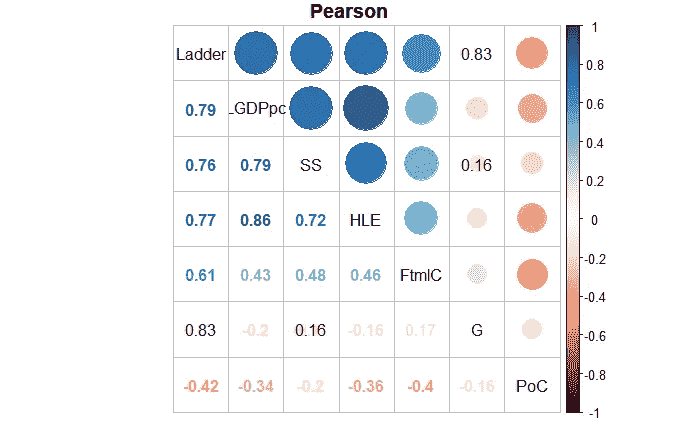 Pearson
Ladder 0.83
0.79 LGDPpc
0.76 0.79 SS 0.16
0.77 0.86 0.72 HLE
0.61 0.43 0.48 0.46 FtmlC
0.83 -0.2 0.16 -0.16 0.17 G
-0.42 -0.34 -0.2 -0.36 -0.4 -0.16 PoC
1
0.8
0.6
0.4
0.2
0
-0.2
-0.4
-0.6
-0.8
-1